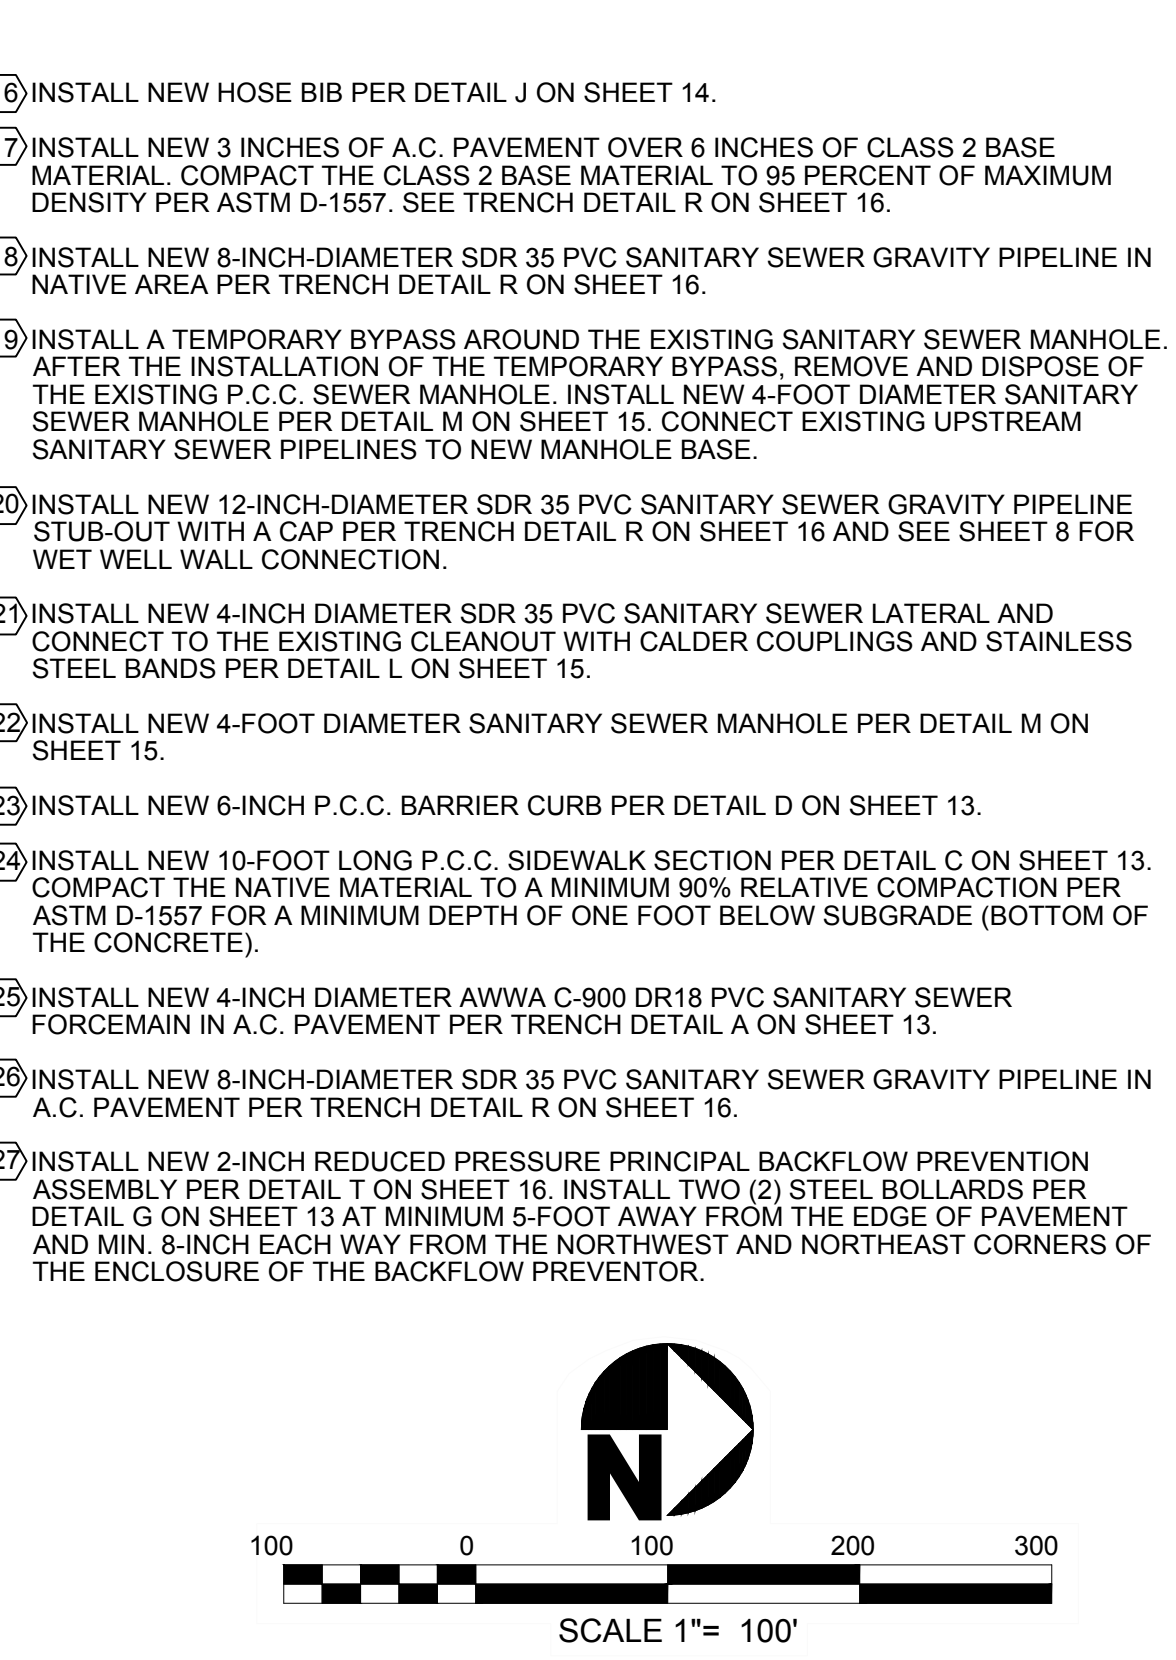 6 INSTALL NEW HOSE BIB PER DETAIL J ON SHEET 14.
7 INSTALL NEW 3 INCHES OF A.C. PAVEMENT OVER 6 INCHES OF CLASS 2 BASE
MATERIAL. COMPACT THE CLASS 2 BASE MATERIAL TO 95 PERCENT OF MAXIMUM
DENSITY PER ASTM D-1557. SEE TRENCH DETAIL R ON SHEET 16.
8 INSTALL NEW 8-INCH-DIAMETER SDR 35 PVC SANITARY SEWER GRAVITY PIPELINE IN
NATIVE AREA PER TRENCH DETAIL R ON SHEET 16.
9 INSTALL A TEMPORARY BYPASS AROUND THE EXISTING SANITARY SEWER MANHOLE.
AFTER THE INSTALLATION OF THE TEMPORARY BYPASS, REMOVE AND DISPOSE OF
THE EXISTING P.C.C. SEWER MANHOLE. INSTALL NEW 4-FOOT DIAMETER SANITARY
SEWER MANHOLE PER DETAIL M ON SHEET 15. CONNECT EXISTING UPSTREAM
SANITARY SEWER PIPELINES TO NEW MANHOLE BASE.
20 INSTALL NEW 12-INCH-DIAMETER SDR 35 PVC SANITARY SEWER GRAVITY PIPELINE
STUB-OUT WITH A CAP PER TRENCH DETAIL R ON SHEET 16 AND SEE SHEET 8 FOR
WET WELL WALL CONNECTION.
21 INSTALL NEW 4-INCH DIAMETER SDR 35 PVC SANITARY SEWER LATERAL AND
CONNECT TO THE EXISTING CLEANOUT WITH CALDER COUPLINGS AND STAINLESS
STEEL BANDS PER DETAIL L ON SHEET 15.
22 INSTALL NEW 4-FOOT DIAMETER SANITARY SEWER MANHOLE PER DETAIL M ON
SHEET 15.
23 INSTALL NEW 6-INCH P.C.C. BARRIER CURB PER DETAIL D ON SHEET 13.
24 INSTALL NEW 10-FOOT LONG P.C.C. SIDEWALK SECTION PER DETAIL C ON SHEET 13.
COMPACT THE NATIVE MATERIAL TO A MINIMUM 90% RELATIVE COMPACTION PER
ASTM D-1557 FOR A MINIMUM DEPTH OF ONE FOOT BELOW SUBGRADE (BOTTOM OF
THE CONCRETE).
25 INSTALL NEW 4-INCH DIAMETER AWWA C-900 DR18 PVC SANITARY SEWER
FORCEMAIN IN A.C. PAVEMENT PER TRENCH DETAIL A ON SHEET 13.
26 INSTALL NEW 8-INCH-DIAMETER SDR 35 PVC SANITARY SEWER GRAVITY PIPELINE IN
A.C. PAVEMENT PER TRENCH DETAIL R ON SHEET 16.
27 INSTALL NEW 2-INCH REDUCED PRESSURE PRINCIPAL BACKFLOW PREVENTION
ASSEMBLY PER DETAIL T ON SHEET 16. INSTALL TWO (2) STEEL BOLLARDS PER
DETAIL G ON SHEET 13 AT MINIMUM 5-FOOT AWAY FROM THE EDGE OF PAVEMENT
AND MIN. 8-INCH EACH WAY FROM THE NORTHWEST AND NORTHEAST CORNERS OF
THE ENCLOSURE OF THE BACKFLOW PREVENTOR.
N
100 0 100 200 300
SCALE 1"= 100'